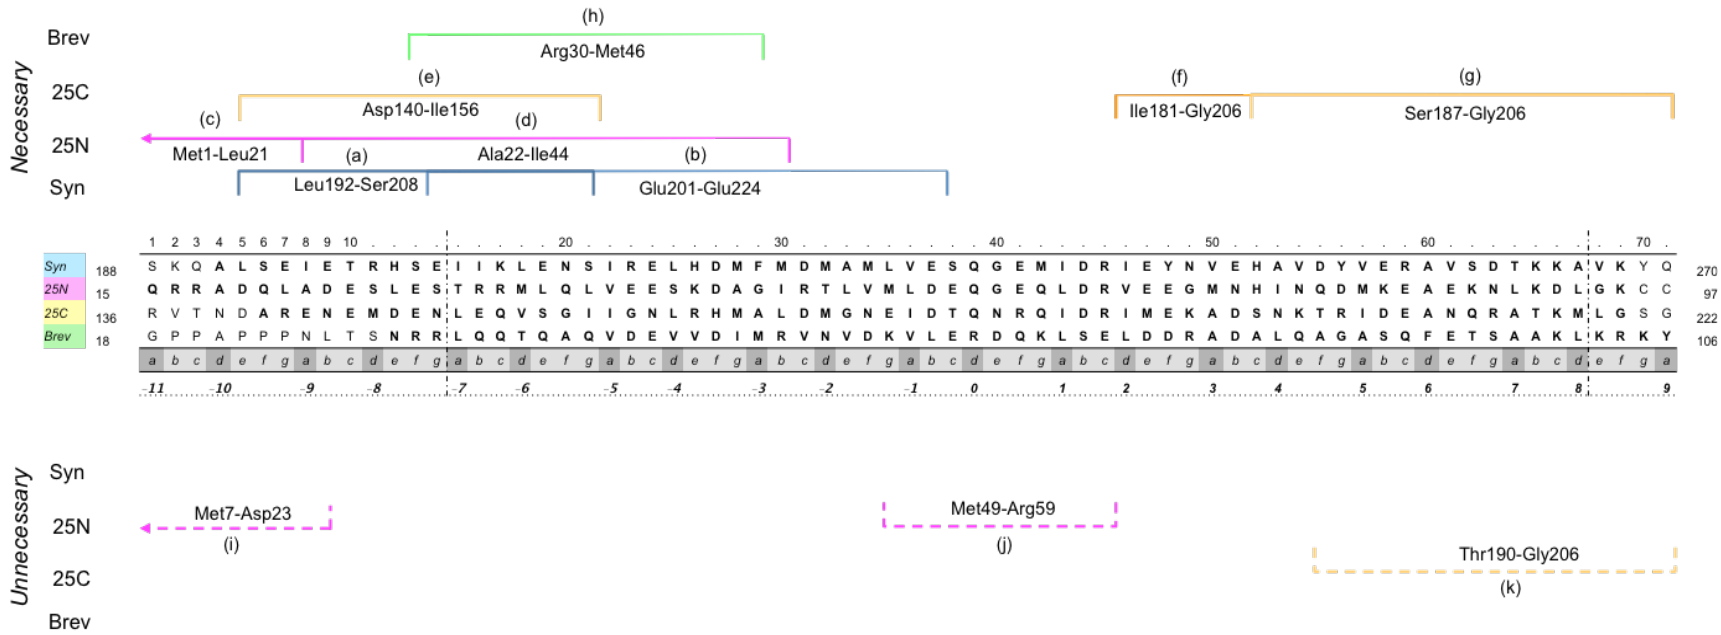 (h)
Brev
Arg30-Met46
(e) (f) (g)
25C
Asp140-Ile156 Ile181-Gly206 Ser187-Gly206
(c) (d)
Necessary
25N
Met1-Leu21 (a) Ala22-Ile44 (b)
Syn
Leu192-Ser208 Glu201-Glu224
1 2 3 4 5 6 7 8 9 10 . . . . . . . . 20 . . . . . . . . 30 . . . . . . . . 40 . . . . . . . . 50 . . . . . . . . 60 . . . . . . . . 70 .
Syn 188 S K Q A L S E I E T R H S E I I K L E N S I R E L H D M F M D M A M L V E S Q G E M I D R I E Y N V E H A V D Y V E R A V S D T K K A V K Y Q 270
25N 15 Q R R A D Q L A D E S L E S T R R M L Q L V E E S K D A G I R T L V M L D E Q G E Q L D R V E E G M N H I N Q D M K E A E K N L K D L G K C C 97
25C 136 R V T N D A R E N E M D E N L E Q V S G I I G N L R H M A L D M G N E I D T Q N R Q I D R I M E K A D S N K T R I D E A N Q R A T K M L G S G 222
Brev 18 G P P A P P P N L T S N R R L Q Q T Q A Q V D E V V D I M R V N V D K V L E R D Q K L S E L D D R A D A L Q A G A S Q F E T S A A K L K R K Y 106
a b c d e f g a b c d e f g a b c d e f g a b c d e f g a b c d e f g a b c d e f g a b c d e f g a b c d e f g a b c d e f g a b c d e f g a
-11 -10 -9 -8 -7 -6 -5 -4 -3 -2 -1 0 1 2 3 4 5 6 7 8 9
Unnecessary
Syn
Met7-Asp23 Met49-Arg59
25N
(i) (j)
Thr190-Gly206
25C
(k)
Brev